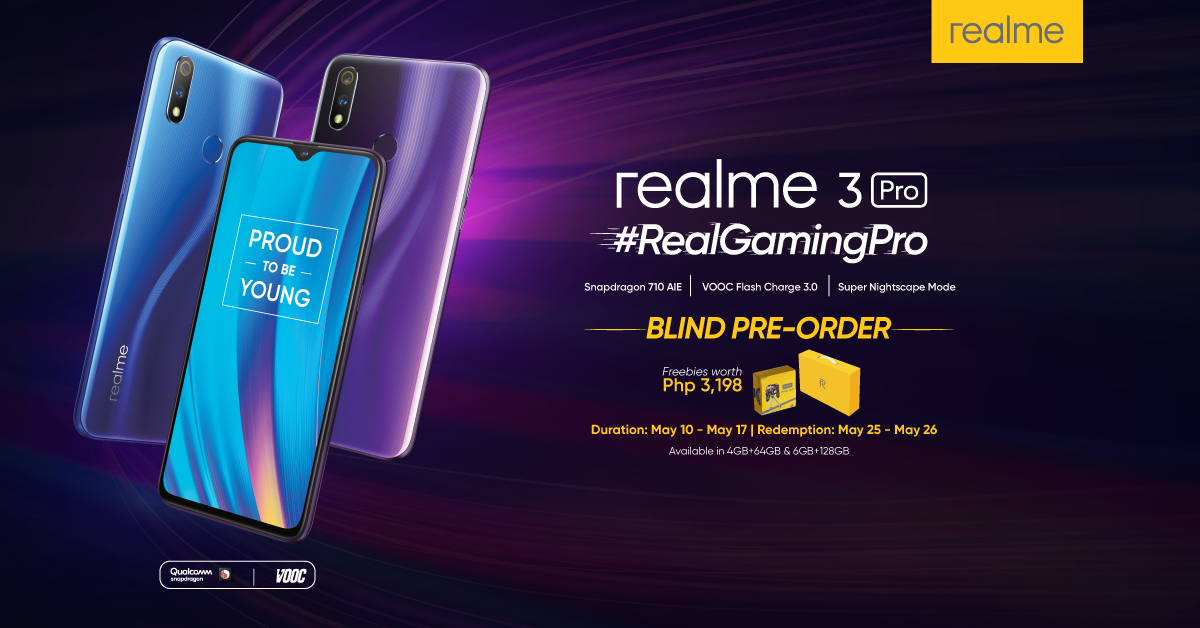 realme
realme 3 Pro
#RealGamingPro
Snapdragon 710 AIE | VOOC Flash Charge 3.0 | Super Nightscape Mode
BLIND PRE-ORDER
Freebies worth
Php 3,198
R
Duration: May 10 - May 17 | Redemption: May 25 - May 26
Available in 4GB+64GB & 6GB+128GB
PROUD
TO BE
YOUNG
realme
Qualcomm
snapdragon
VOOC